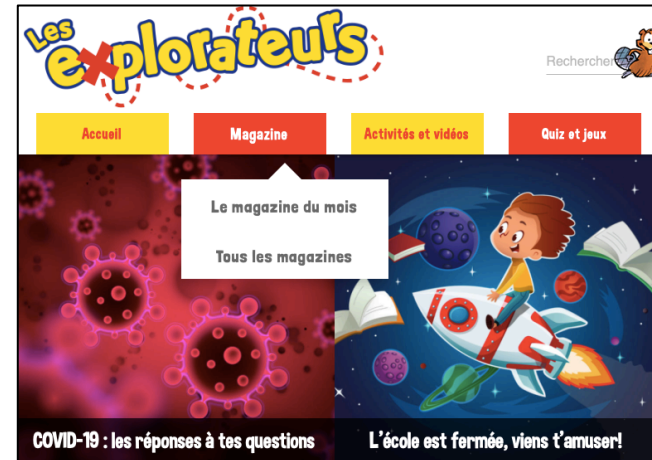 Les
explorateurs
Rechercher
Accueil
Magazine
Activités et vidéos
Quiz et jeux
Le magazine du mois
Tous les magazines
COVID-19 : les réponses à tes questions
L'école est fermée, viens t'amuser!